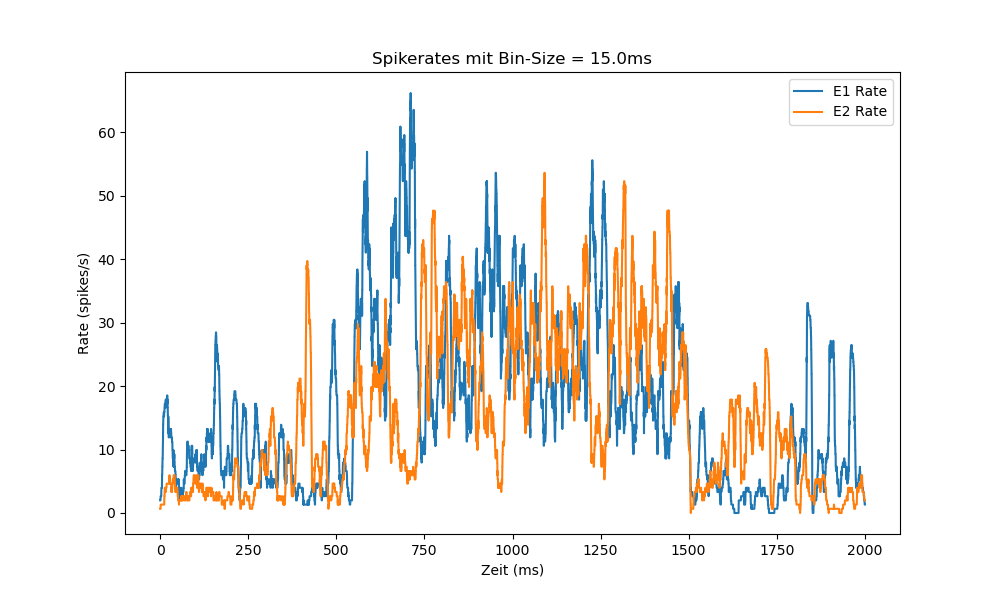 Spikerates mit Bin-Size = 15.0ms
E1 Rate
E2 Rate
Rate (spikes/s)
60
50
40
30
20
10
0
0 250 500 750 1000 1250 1500 1750 2000
Zeit (ms)